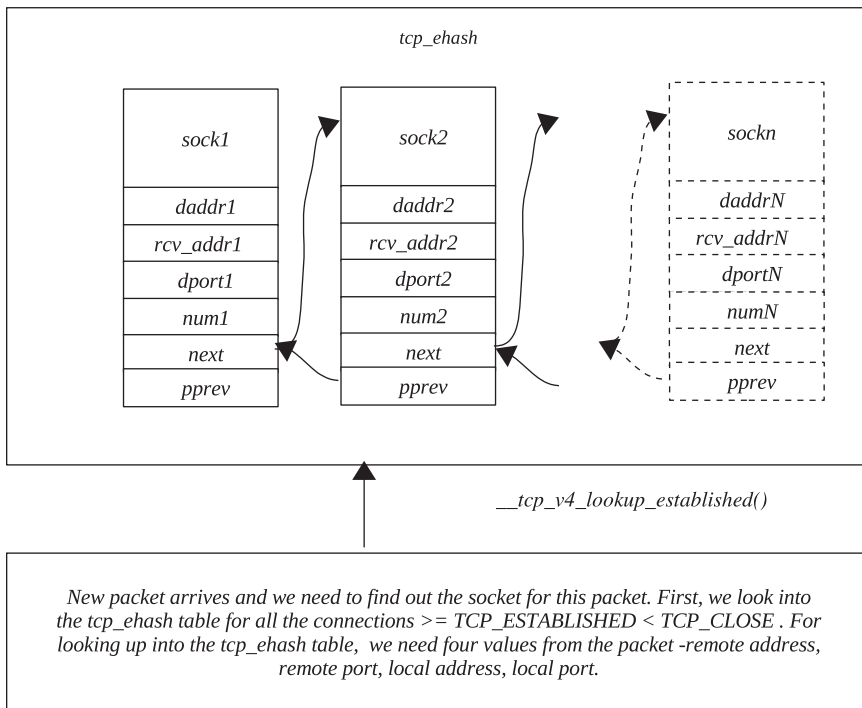 tcp_ehash
sock1
daddr1
rcv_addr1
dport1
num1
next
pprev
sock2
daddr2
rcv_addr2
dport2
num2
next
pprev
sockn
daddrN
rcv_addrN
dportN
numN
next
pprev
__tcp_v4_lookup_established()
New packet arrives and we need to find out the socket for this packet. First, we look into
the tcp_ehash table for all the connections >= TCP_ESTABLISHED < TCP_CLOSE . For
looking up into the tcp_ehash table, we need four values from the packet -remote address,
remote port, local address, local port.